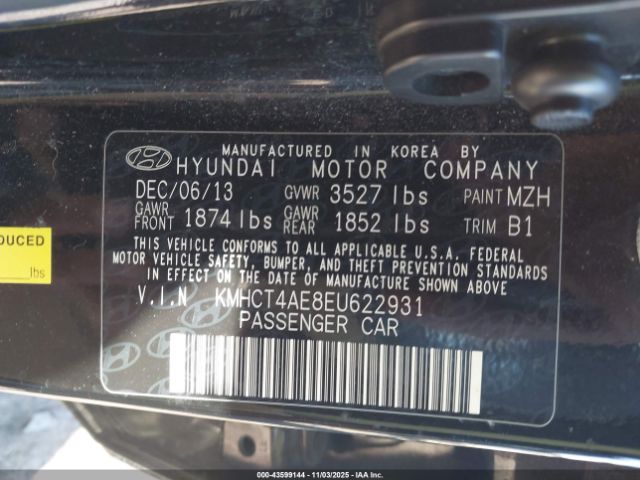 MANUFACTURED IN KOREA BY
HYUNDAI MOTOR COMPANY
DEC/06/13 GVWR 3527 lbs PAINT MZH
GAWR FRONT 1874 lbs GAWR REAR 1852 lbs TRIM B1
THIS VEHICLE CONFORMS TO ALL APPLICABLE U.S.A. FEDERAL
MOTOR VEHICLE SAFETY, BUMPER, AND THEFT PREVENTION STANDARDS
IN EFFECT ON THE DATE OF MANUFACTURE SHOWN ABOVE.
V.I.N KMHCT4AE8EU622931
PASSENGER CAR
ODUCED
lbs
000-43599144 - 11/03/2025 - IAA Inc.